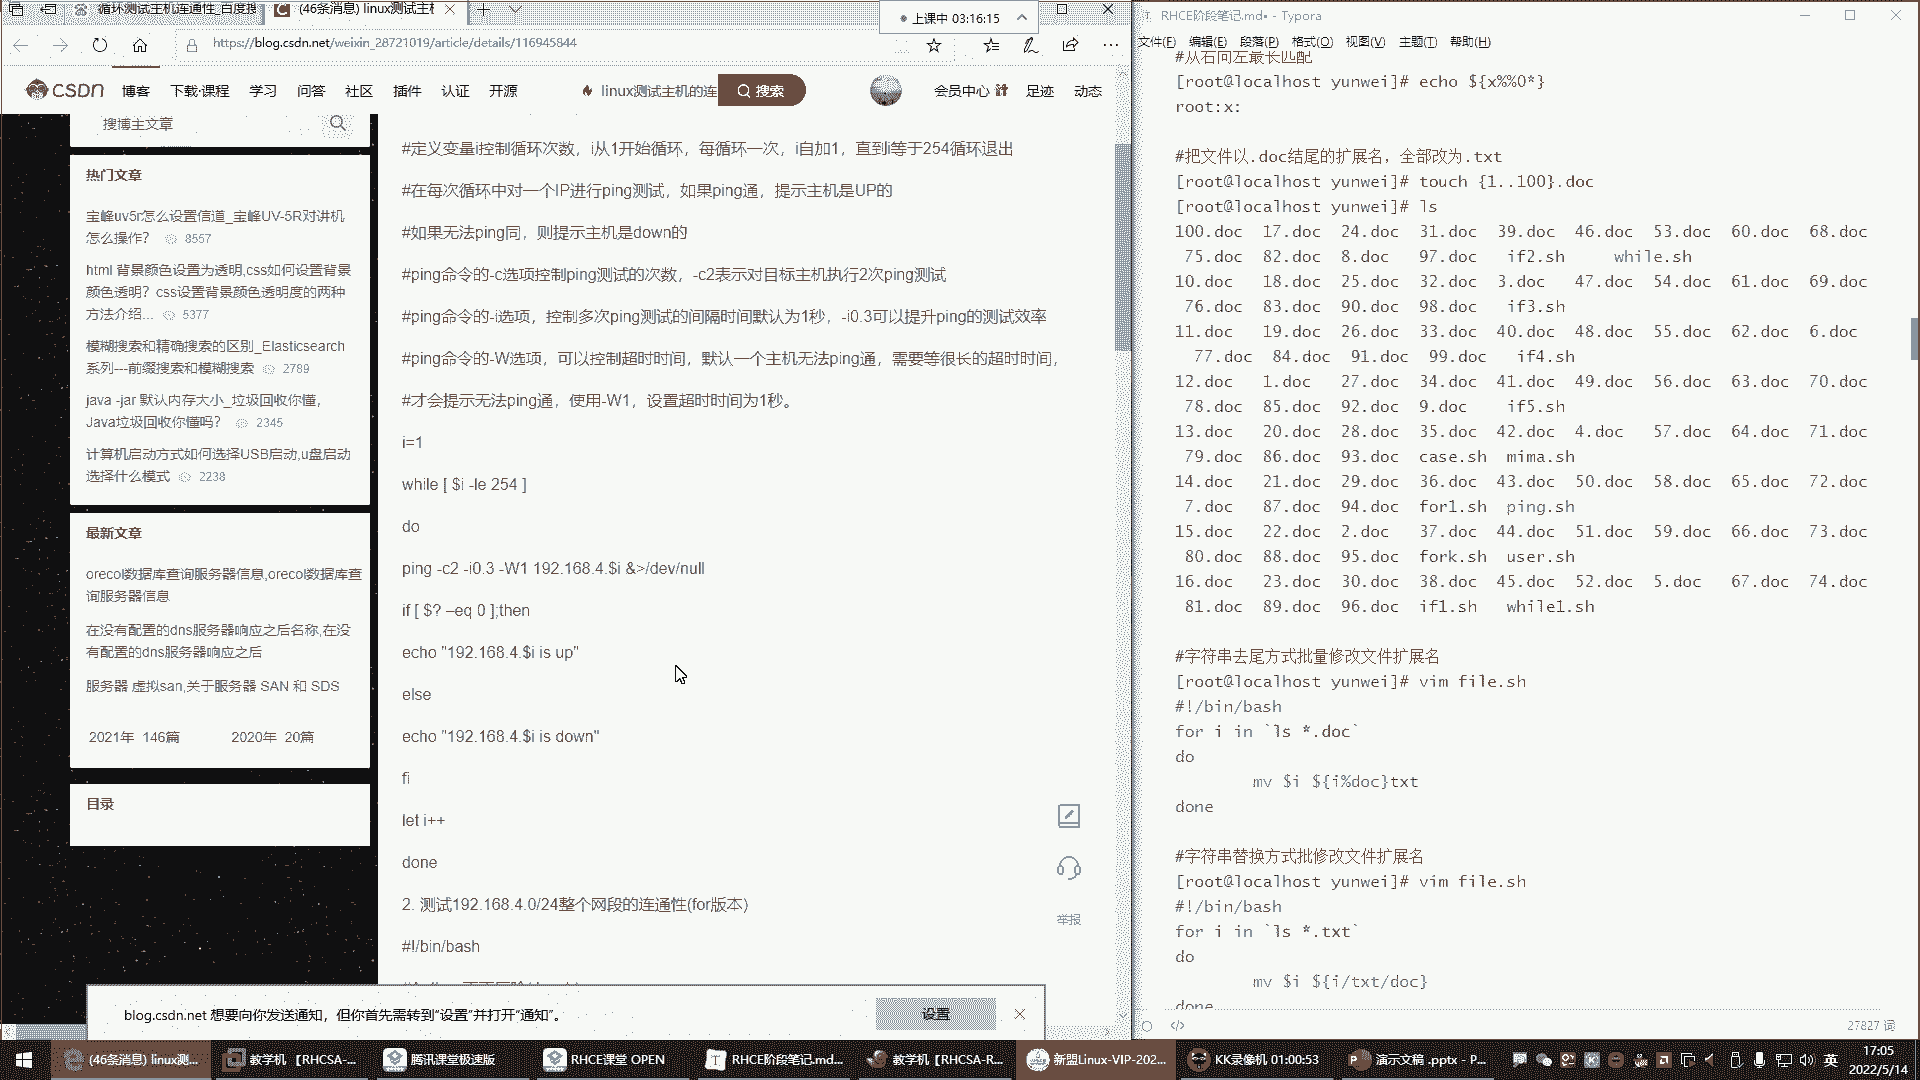 循环测试主机连通性_百度搜
(46条消息) linux测试主机
上课中 03:16:15
https://blog.csdn.net/weixin_28721019/article/details/116945844
CSDN 博客 下载·课程 学习 问答 社区 插件 认证 开源 linux测试主机的连 搜索 会员中心 足迹 动态
搜博主文章
热门文章
宝峰uv5r怎么设置信道_宝峰UV-5R对讲机
怎么操作? 8557
html 背景颜色设置为透明,css如何设置背景
颜色透明? css设置背景颜色透明度的两种
方法介绍... 5377
模糊搜索和精确搜索的区别_Elasticsearch
系列---前缀搜索和模糊搜索 2789
java -jar 默认内存大小_垃圾回收你懂,
Java垃圾回收你懂吗? 2345
计算机启动方式如何选择USB启动,u盘启动
选择什么模式 2238
最新文章
orecol数据库查询服务器信息,orecol数据库查
询服务器信息
在没有配置的dns服务器响应之后名称,在没
有配置的dns服务器响应之后
服务器 虚拟san,关于服务器 SAN 和 SDS
2021年 146篇 2020年 20篇
目录
#定义变量i控制循环次数，i从1开始循环，每循环一次，i自加1，直到i等于254循环退出
#在每次循环中对一个IP进行ping测试，如果ping通，提示主机是UP的
#如果无法ping同，则提示主机是down的
#ping命令的-c选项控制ping测试的次数，-c2表示对目标主机执行2次ping测试
#ping命令的-i选项，控制多次ping测试的间隔时间默认为1秒，-i0.3可以提升ping的测试效率
#ping命令的-W选项，可以控制超时时间，默认一个主机无法ping通，需要等很长的超时时间，
#才会提示无法ping通，使用-W1，设置超时时间为1秒。
i=1
while [ $i -le 254 ]
do
ping -c2 -i0.3 -W1 192.168.4.$i &>/dev/null
if [ $? –eq 0 ];then
echo "192.168.4.$i is up"
else
echo "192.168.4.$i is down"
fi
let i++
done
2. 测试192.168.4.0/24整个网段的连通性(for版本)
#!/bin/bash
举报
blog.csdn.net 想要向你发送通知，但你首先需转到“设置”并打开“通知”。
设置
RHCE阶段笔记.md• - Typora
文件(F) 编辑(E) 段落(P) 格式(O) 视图(V) 主题(T) 帮助(H)
#从右向左最长匹配
[root@localhost yunwei]# echo ${x%%0*}
root:x:
#把文件以.doc结尾的扩展名，全部改为.txt
[root@localhost yunwei]# touch {1..100}.doc
[root@localhost yunwei]# ls
100.doc 17.doc 24.doc 31.doc 39.doc 46.doc 53.doc 60.doc 68.doc
75.doc 82.doc 8.doc 97.doc if2.sh while.sh
10.doc 18.doc 25.doc 32.doc 3.doc 47.doc 54.doc 61.doc 69.doc
76.doc 83.doc 90.doc 98.doc if3.sh
11.doc 19.doc 26.doc 33.doc 40.doc 48.doc 55.doc 62.doc 6.doc
77.doc 84.doc 91.doc 99.doc if4.sh
12.doc 1.doc 27.doc 34.doc 41.doc 49.doc 56.doc 63.doc 70.doc
78.doc 85.doc 92.doc 9.doc if5.sh
13.doc 20.doc 28.doc 35.doc 42.doc 4.doc 57.doc 64.doc 71.doc
79.doc 86.doc 93.doc case.sh mima.sh
14.doc 21.doc 29.doc 36.doc 43.doc 50.doc 58.doc 65.doc 72.doc
7.doc 87.doc 94.doc for1.sh ping.sh
15.doc 22.doc 2.doc 37.doc 44.doc 51.doc 59.doc 66.doc 73.doc
80.doc 88.doc 95.doc fork.sh user.sh
16.doc 23.doc 30.doc 38.doc 45.doc 52.doc 5.doc 67.doc 74.doc
81.doc 89.doc 96.doc if1.sh while1.sh
#字符串去尾方式批量修改文件扩展名
[root@localhost yunwei]# vim file.sh
#!/bin/bash
for i in `ls *.doc`
do
mv $i ${i%doc}txt
done
#字符串替换方式批修改文件扩展名
[root@localhost yunwei]# vim file.sh
#!/bin/bash
for i in `ls *.txt`
do
mv $i ${i/txt/doc}
done
27827 词
(46条消息) linux测... 教学机 【RHCSA-... 腾讯课堂极速版 RHCE课堂 OPEN RHCE阶段笔记.md... 教学机【RHCSA-R... 新盟Linux-VIP-202... KK录像机 01:00:53 演示文稿 .pptx - P... 英 17:05
2022/5/14